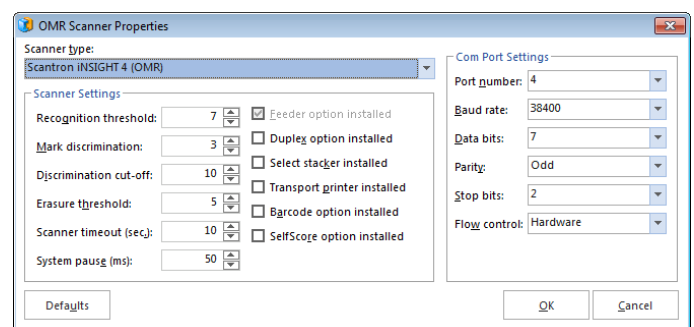 OMR Scanner Properties
Scanner type:
Scantron iNSIGHT 4 (OMR)
Scanner Settings
Recognition threshold: 7
Mark discrimination: 3
Discrimination cut-off: 10
Erasure threshold: 5
Scanner timeout (sec.): 10
System pause (ms): 50
Feeder option installed
Duplex option installed
Select stacker installed
Transport printer installed
Barcode option installed
SelfScore option installed
Com Port Settings
Port number: 4
Baud rate: 38400
Data bits: 7
Parity: Odd
Stop bits: 2
Flow control: Hardware
Defaults
OK
Cancel